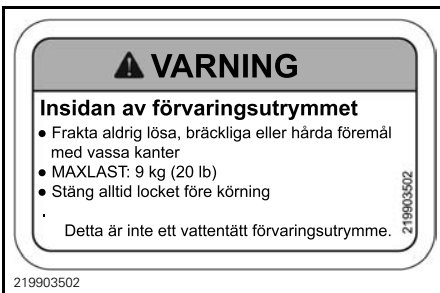 VARNING
Insidan av förvaringsutrymmet
● Frakta aldrig lösa, bräckliga eller hårda föremål
med vassa kanter
● MAXLAST: 9 kg (20 lb)
● Stäng alltid locket före körning
.
Detta är inte ett vattentätt förvaringsutrymme.
219903502
219903502